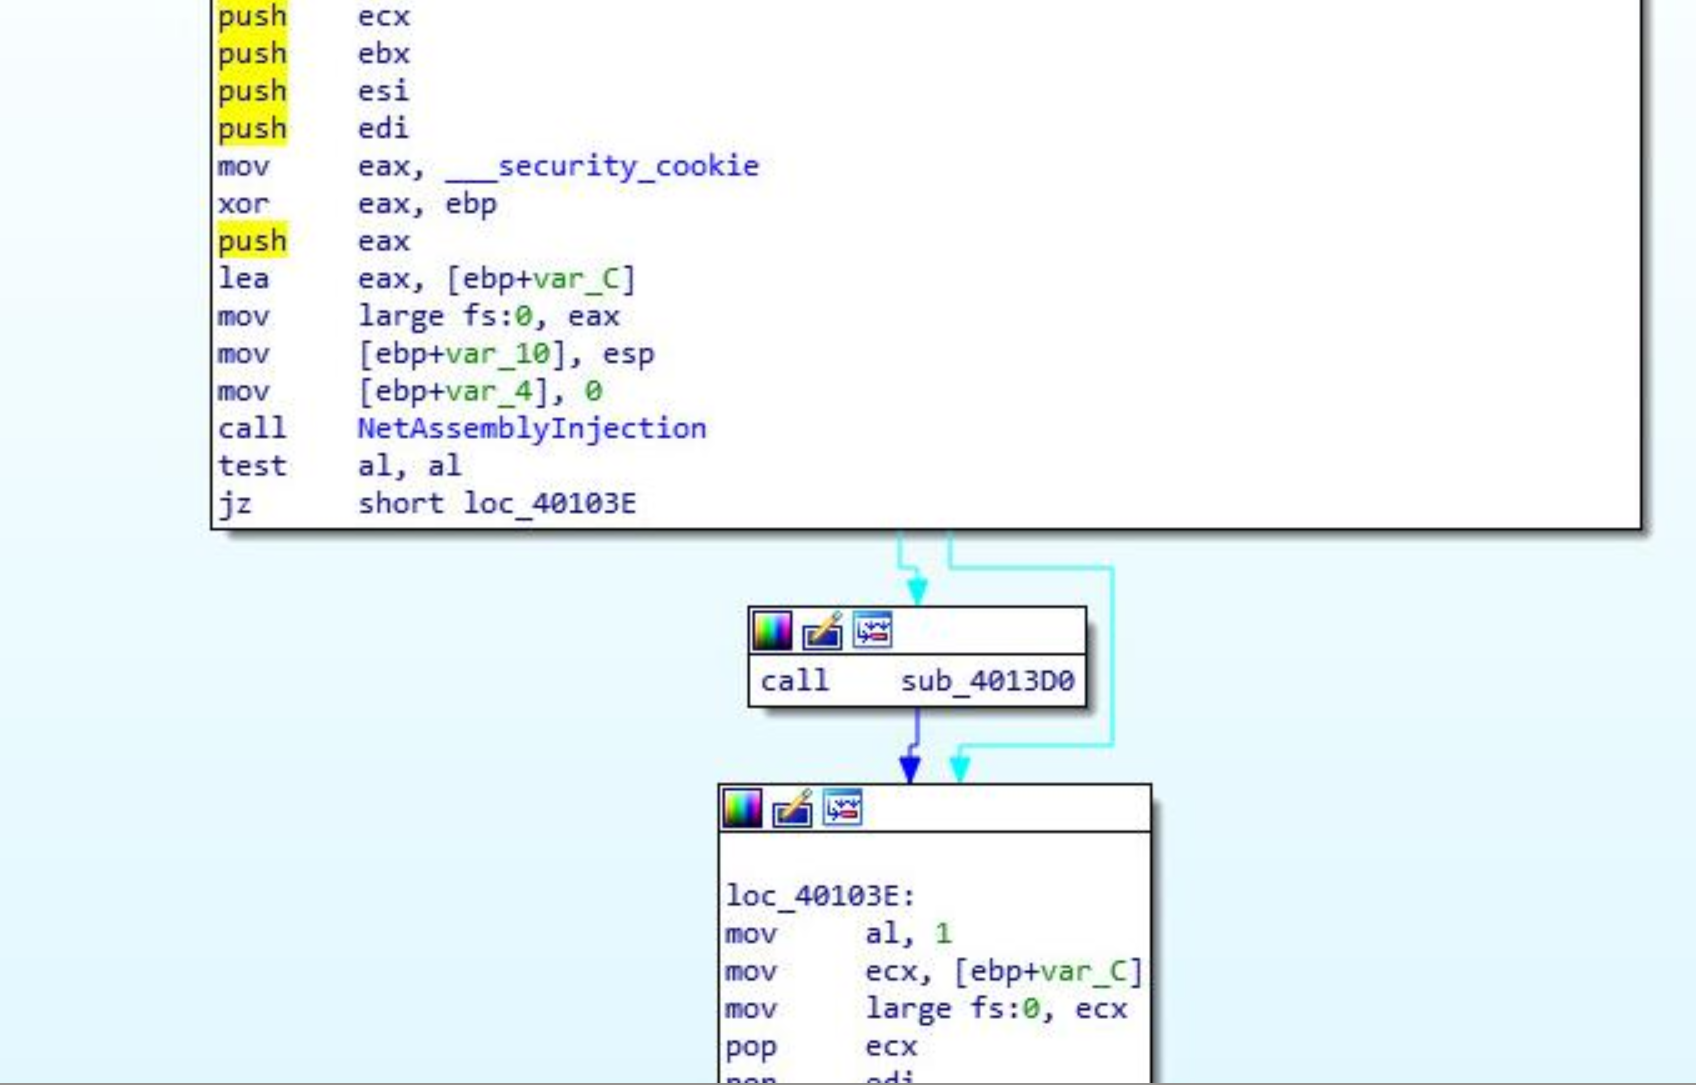 push ecx
push ebx
push esi
push edi
mov eax, ___security_cookie
xor eax, ebp
push eax
lea eax, [ebp+var_C]
mov large fs:0, eax
mov [ebp+var_10], esp
mov [ebp+var_4], 0
call NetAssemblyInjection
test al, al
jz short loc_40103E
call sub_4013D0
loc_40103E:
mov al, 1
mov ecx, [ebp+var_C]
mov large fs:0, ecx
pop ecx
pop edi